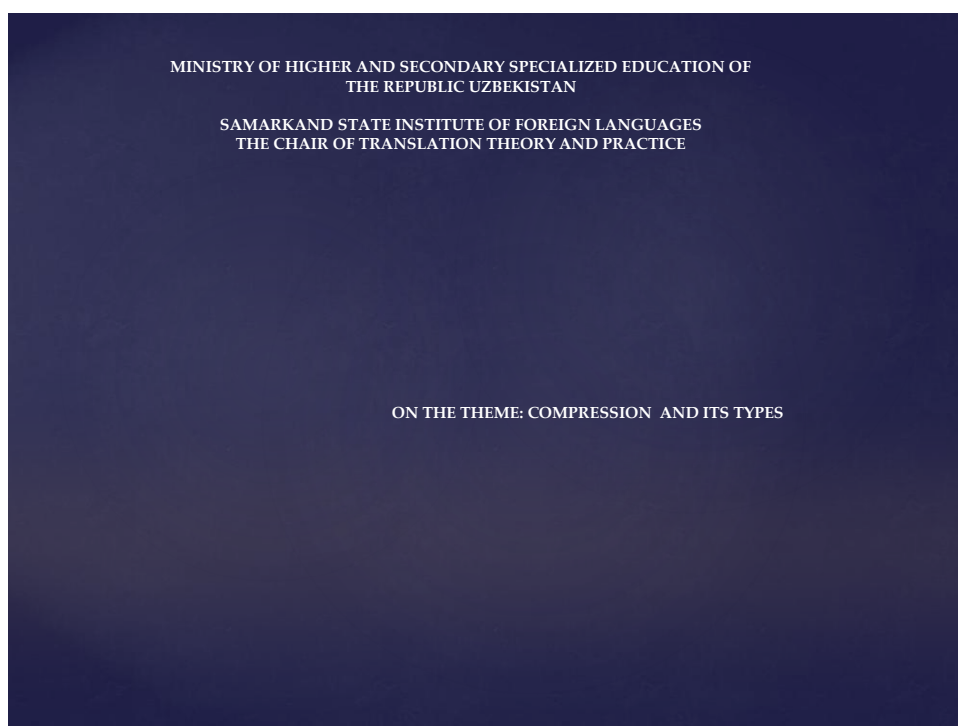 MINISTRY OF HIGHER AND SECONDARY SPECIALIZED EDUCATION OF
THE REPUBLIC UZBEKISTAN
SAMARKAND STATE INSTITUTE OF FOREIGN LANGUAGES
THE CHAIR OF TRANSLATION THEORY AND PRACTICE
ON THE THEME: COMPRESSION AND ITS TYPES